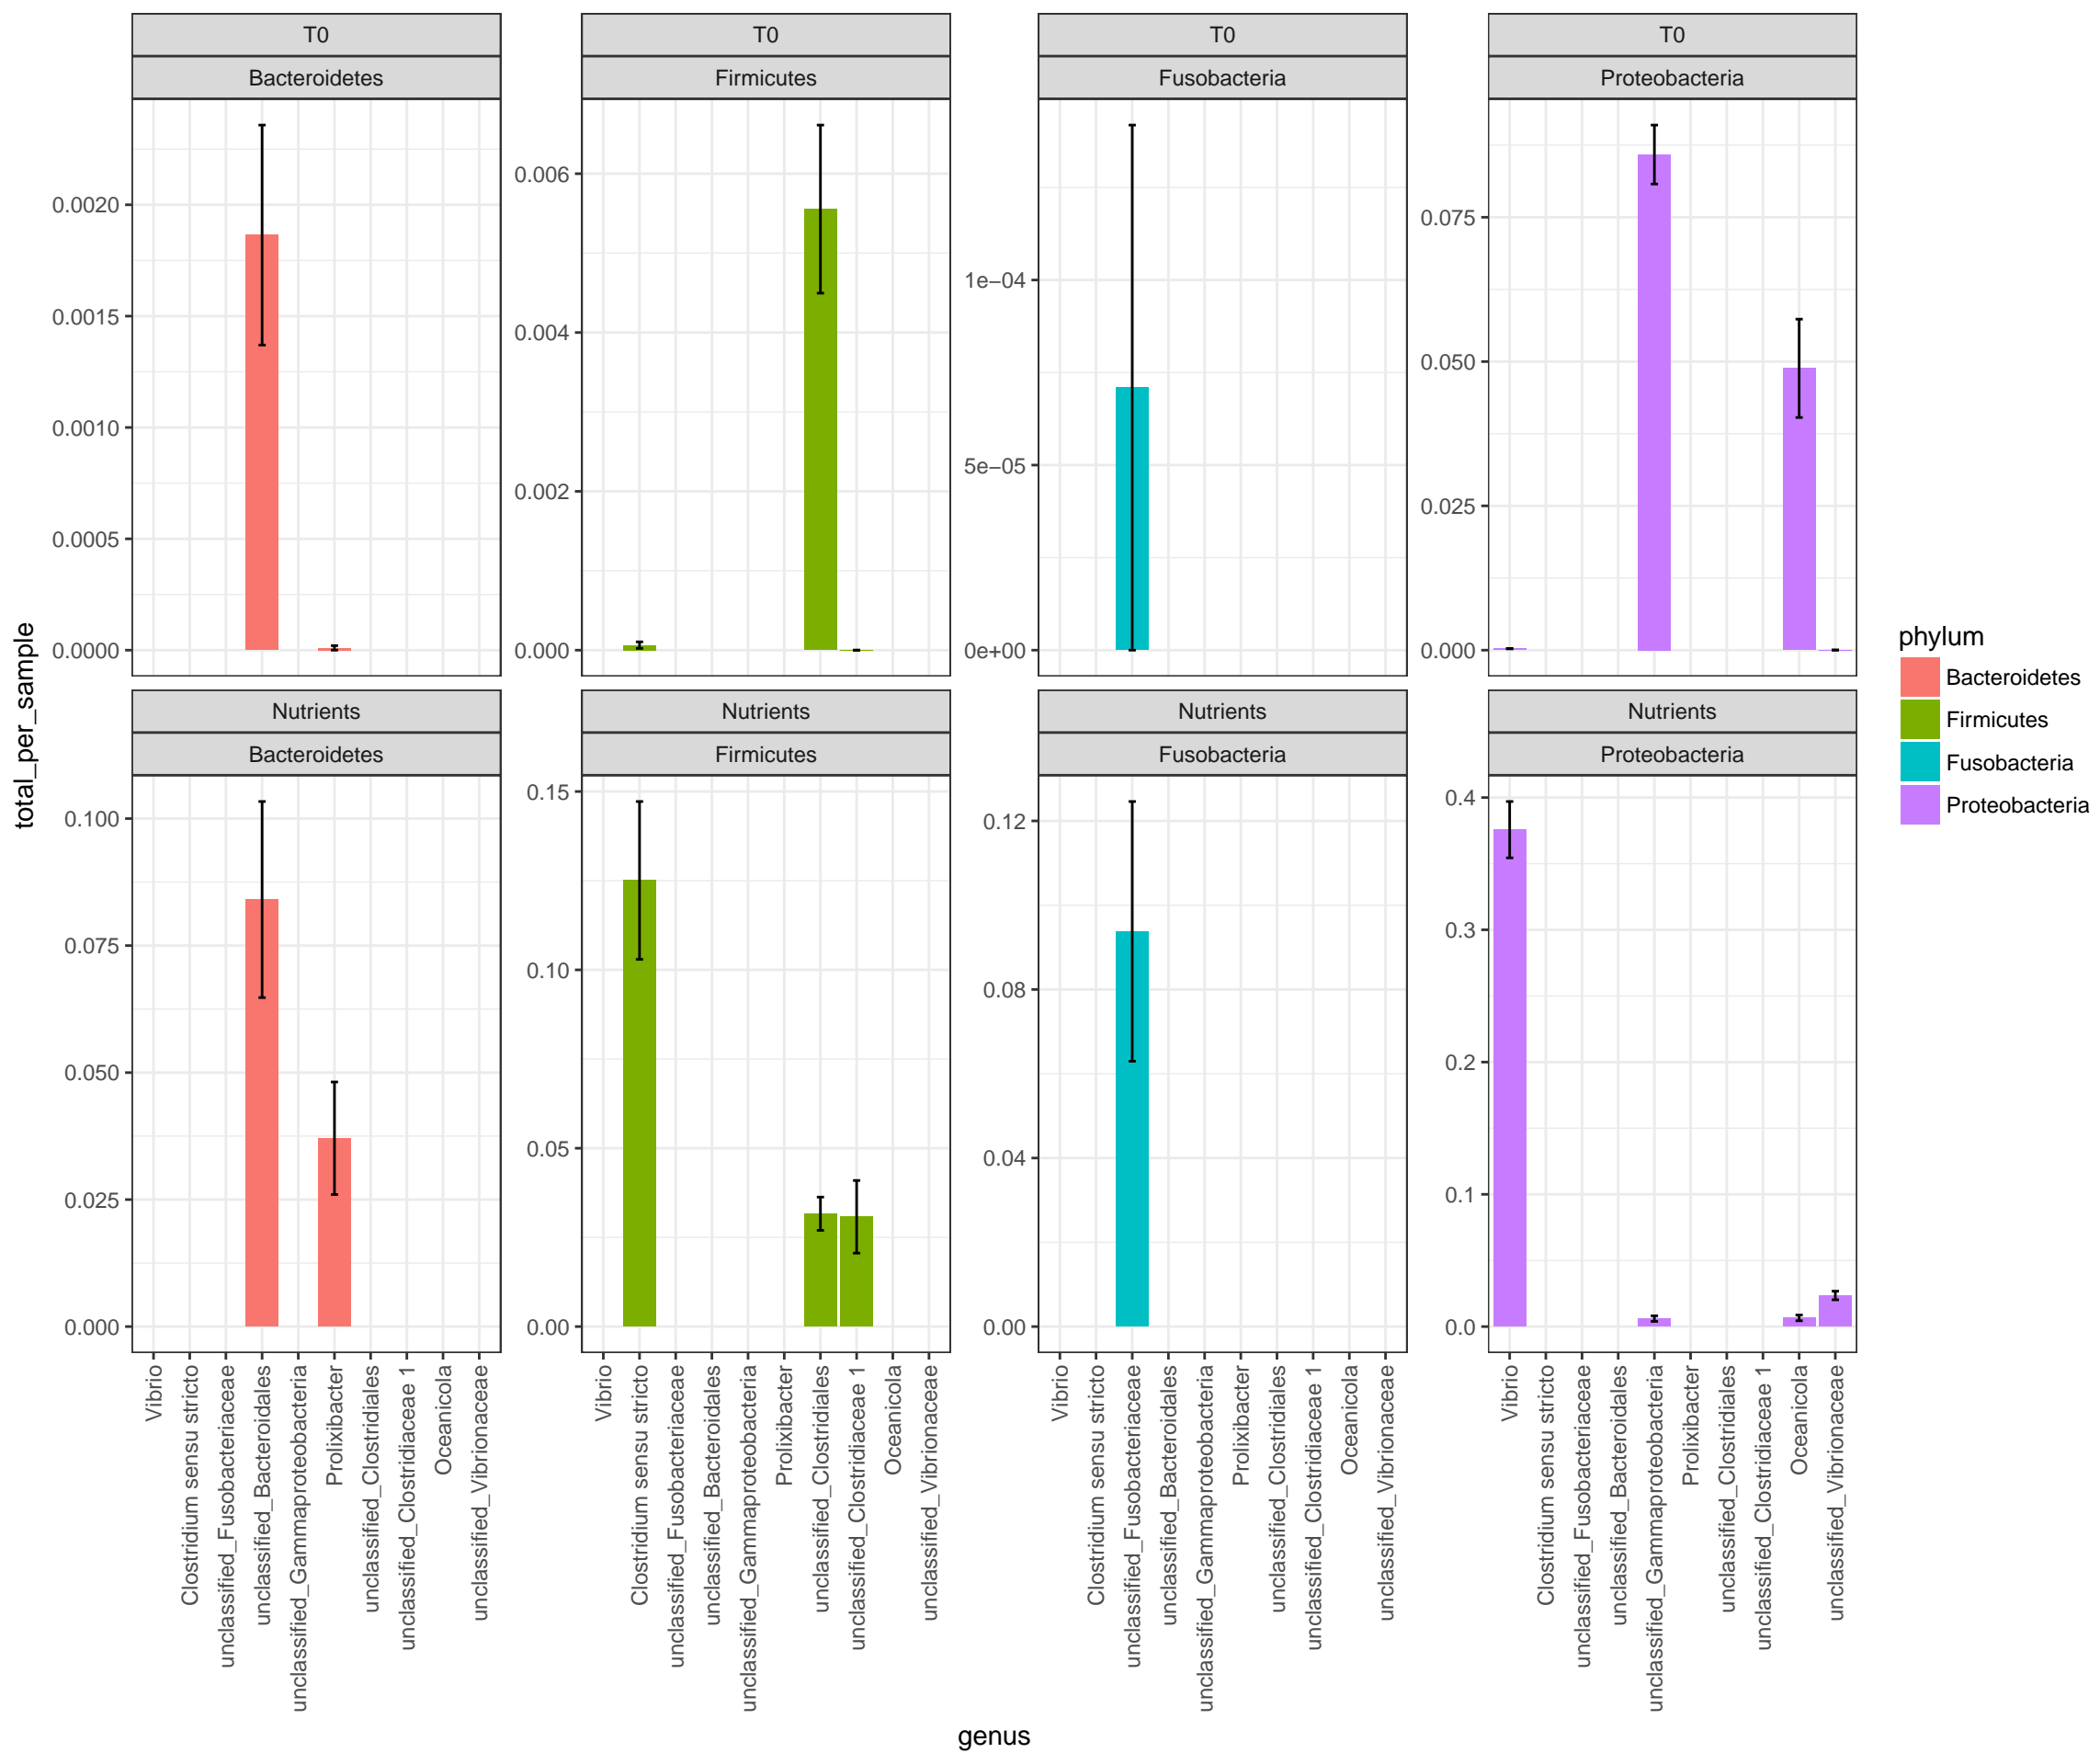 T0 T0 T0 T0
Bacteroidetes Firmicutes Fusobacteria Proteobacteria
0.0020
0.0015
0.0010
0.0005
0.0000
0.006
0.004
0.002
0.000
1e−04
5e−05
0e+00
0.075
0.050
0.025
0.000
Nutrients Nutrients Nutrients Nutrients
Bacteroidetes Firmicutes Fusobacteria Proteobacteria
0.100
0.075
0.050
0.025
0.000
0.15
0.10
0.05
0.00
0.12
0.08
0.04
0.00
0.4
0.3
0.2
0.1
0.0
Vibrio
Clostridium sensu stricto
unclassified_Fusobacteriaceae
unclassified_Bacteroidales
unclassified_Gammaproteobacteria
Prolixibacter
unclassified_Clostridiales
unclassified_Clostridiaceae 1
Oceanicola
unclassified_Vibrionaceae
Vibrio
Clostridium sensu stricto
unclassified_Fusobacteriaceae
unclassified_Bacteroidales
unclassified_Gammaproteobacteria
Prolixibacter
unclassified_Clostridiales
unclassified_Clostridiaceae 1
Oceanicola
unclassified_Vibrionaceae
Vibrio
Clostridium sensu stricto
unclassified_Fusobacteriaceae
unclassified_Bacteroidales
unclassified_Gammaproteobacteria
Prolixibacter
unclassified_Clostridiales
unclassified_Clostridiaceae 1
Oceanicola
unclassified_Vibrionaceae
Vibrio
Clostridium sensu stricto
unclassified_Fusobacteriaceae
unclassified_Bacteroidales
unclassified_Gammaproteobacteria
Prolixibacter
unclassified_Clostridiales
unclassified_Clostridiaceae 1
Oceanicola
unclassified_Vibrionaceae
genus
total_per_sample
phylum
Bacteroidetes
Firmicutes
Fusobacteria
Proteobacteria